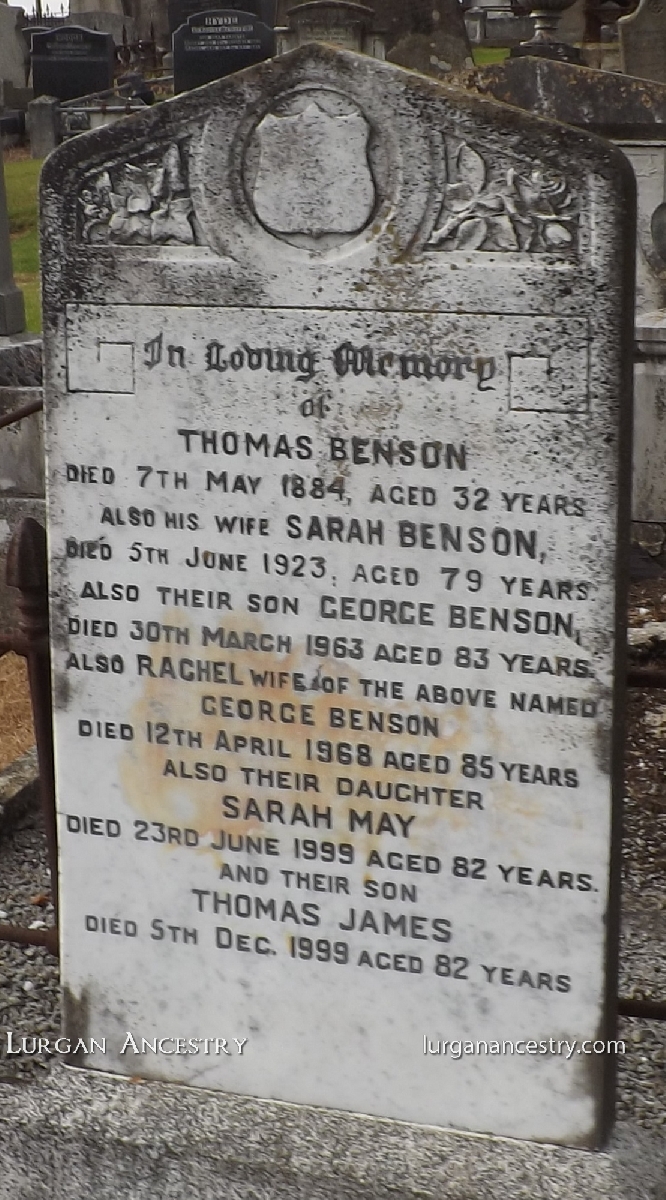 In Loving Memory
of
THOMAS BENSON
DIED 7TH MAY 1884, AGED 32 YEARS
ALSO HIS WIFE SARAH BENSON,
DIED 5TH JUNE 1923, AGED 79 YEARS.
ALSO THEIR SON GEORGE BENSON,
DIED 30TH MARCH 1963 AGED 83 YEARS.
ALSO RACHEL WIFE OF THE ABOVE NAMED
GEORGE BENSON
DIED 12TH APRIL 1968 AGED 85 YEARS
ALSO THEIR DAUGHTER
SARAH MAY
DIED 23RD JUNE 1999 AGED 82 YEARS.
AND THEIR SON
THOMAS JAMES
DIED 5TH DEC. 1999 AGED 82 YEARS
LURGAN ANCESTRY
lurganancestry.com